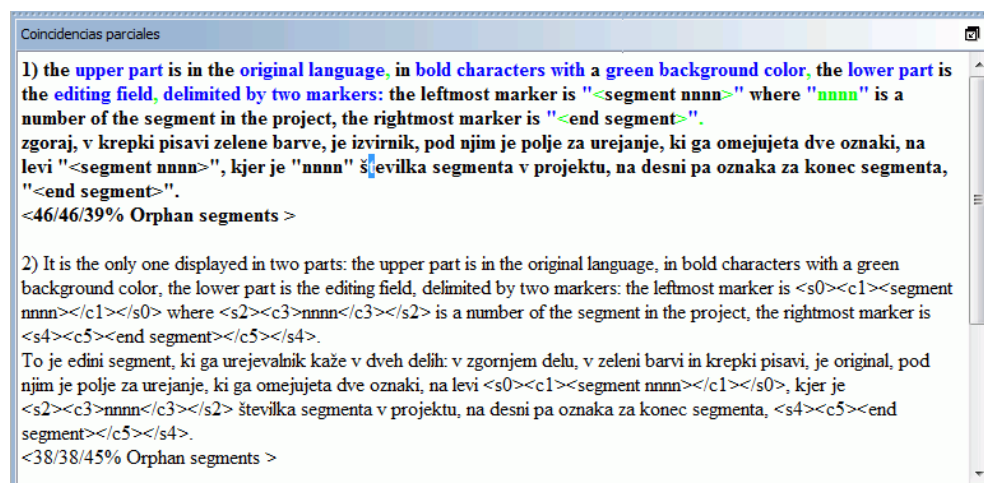 Coincidencias parciales
1) the upper part is in the original language, in bold characters with a green background color, the lower part is
the editing field, delimited by two markers: the leftmost marker is "<segment nnnn>" where "nnnn" is a
number of the segment in the project, the rightmost marker is "<end segment>".
zgoraj, v krepki pisavi zelene barve, je izvirnik, pod njim je polje za urejanje, ki ga omejujeta dve oznaki, na
levi "<segment nnnn>", kjer je "nnnn" številka segmenta v projektu, na desni pa oznaka za konec segmenta,
"<end segment>".
<46/46/39% Orphan segments >
2) It is the only one displayed in two parts: the upper part is in the original language, in bold characters with a green
background color, the lower part is the editing field, delimited by two markers: the leftmost marker is <s0><c1><segment
nnnn></c1></s0> where <s2><c3>nnnn</c3></s2> is a number of the segment in the project, the rightmost marker is
<s4><c5><end segment></c5></s4>.
To je edini segment, ki ga urejevalnik kaže v dveh delih: v zgornjem delu, v zeleni barvi in krepki pisavi, je original, pod
njim je polje za urejanje, ki ga omejujeta dve oznaki, na levi <s0><c1><segment nnnn></c1></s0>, kjer je
<s2><c3>nnnn</c3></s2> številka segmenta v projektu, na desni pa oznaka za konec segmenta, <s4><c5><end
segment></c5></s4>.
<38/38/45% Orphan segments >